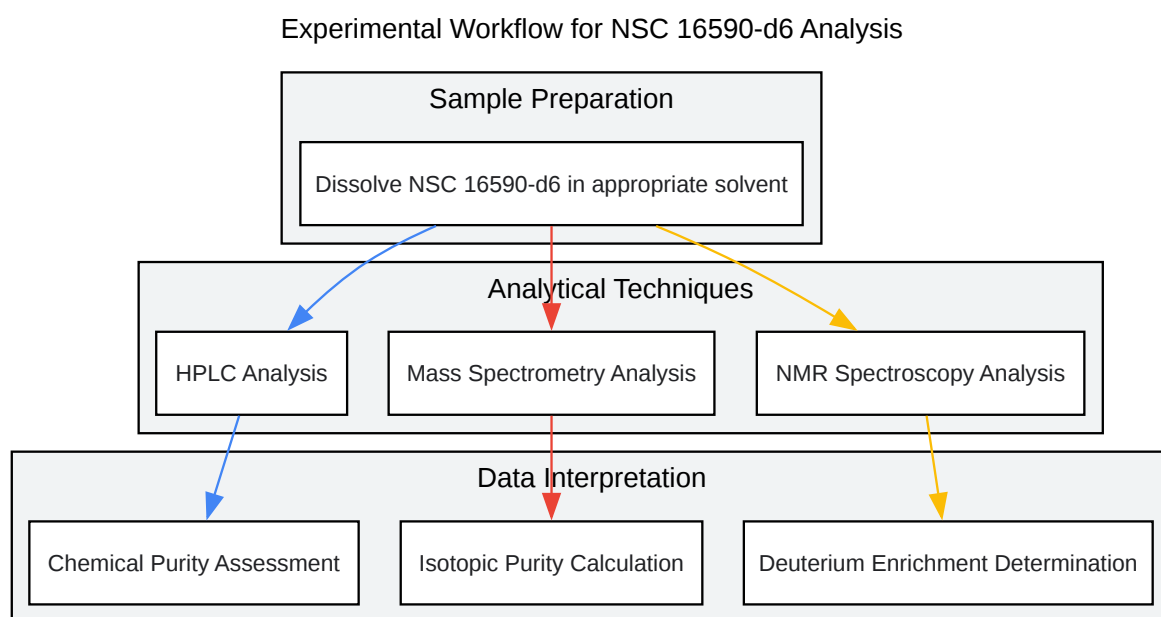 Experimental Workflow for NSC 16590-d6 Analysis
Sample Preparation
Dissolve NSC 16590-d6 in appropriate solvent
Analytical Techniques
HPLC Analysis
Mass Spectrometry Analysis
NMR Spectroscopy Analysis
Data Interpretation
Chemical Purity Assessment
Isotopic Purity Calculation
Deuterium Enrichment Determination